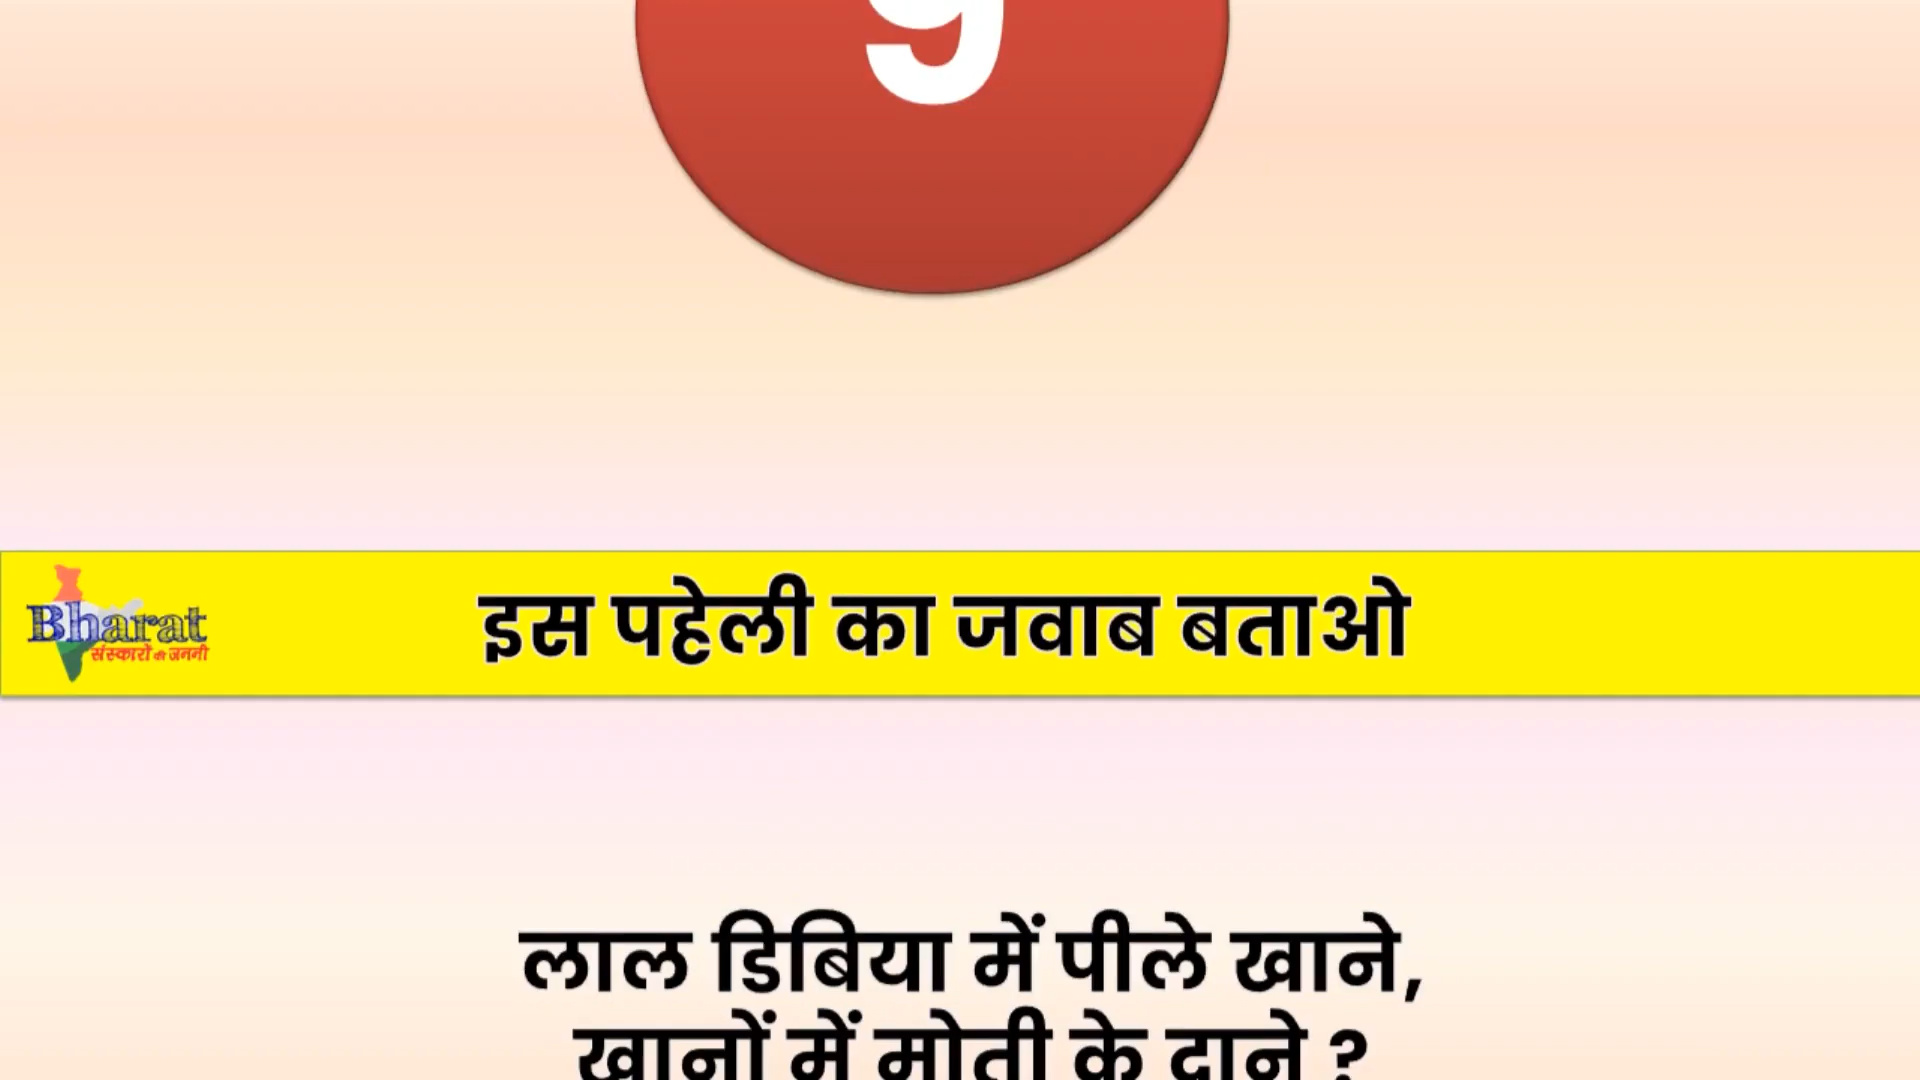 9
इस पहेली का जवाब बताओ
Bharat
संस्कारों की जननी
लाल डिबिया में पीले खाने,
खानों में मोती के दाने ?